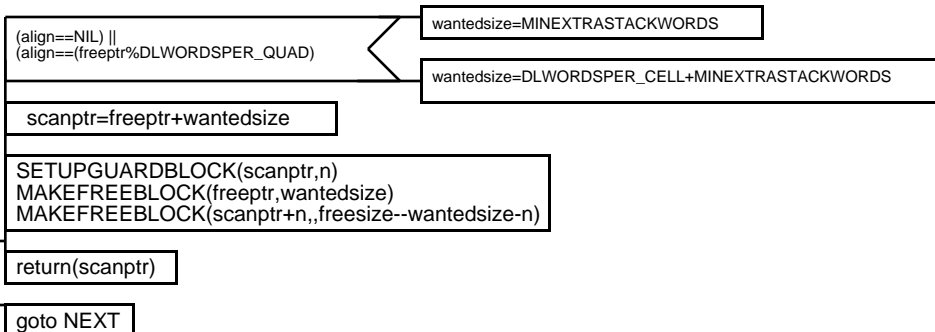 wantedsize=MINEXTRASTACKWORDS
(align==NIL) ||
(align==(freeptr%DLWORDSPER_QUAD)
wantedsize=DLWORDSPER_CELL+MINEXTRASTACKWORDS
scanptr=freeptr+wantedsize
SETUPGUARDBLOCK(scanptr,n)
MAKEFREEBLOCK(freeptr,wantedsize)
MAKEFREEBLOCK(scanptr+n,,freesize--wantedsize-n)
return(scanptr)
goto NEXT